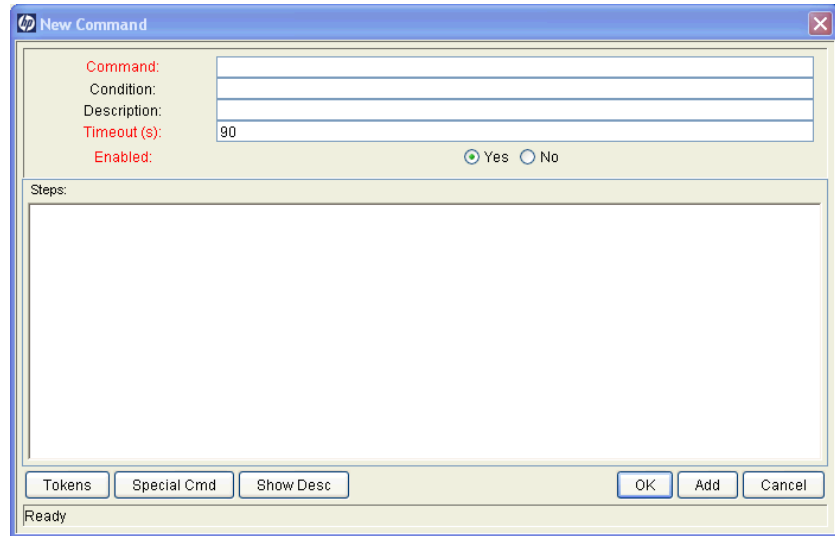 hp New Command
Command:
Condition:
Description:
Timeout (s): 90
Enabled: Yes No
Steps:
Tokens Special Cmd Show Desc OK Add Cancel
Ready